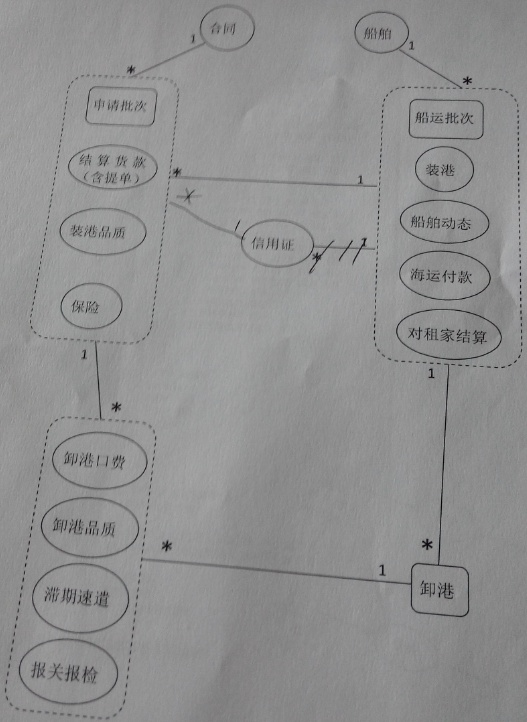 合同
船舶
1
1
*
*
申请批次
船运批次
结算货款
(含提单)
*
1
装港
装港品质
船舶动态
信用证
1
*
海运付款
保险
对租家结算
1
1
*
卸港口费
卸港品质
*
*
1
卸港
滞期速遣
报关报检